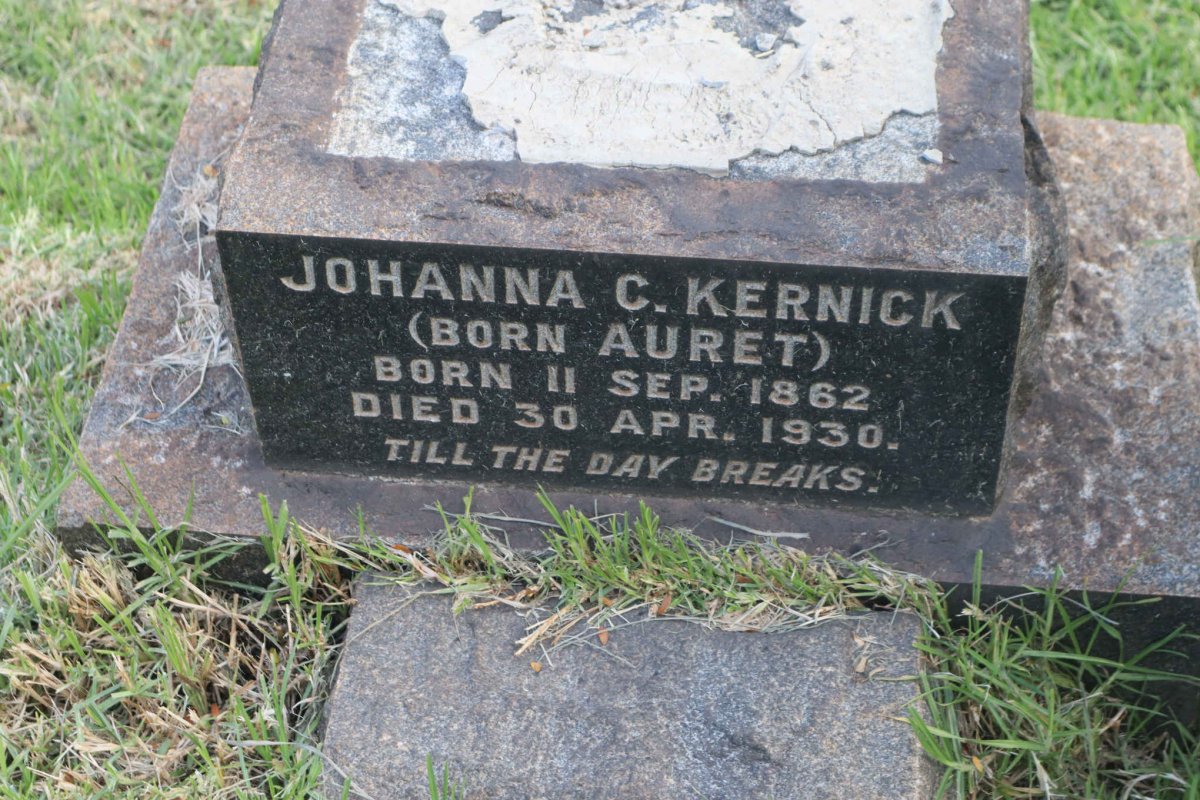 JOHANNA C. KERNICK
(BORN AURET)
BORN 11 SEP. 1862
DIED 30 APR. 1930.
TILL THE DAY BREAKS.